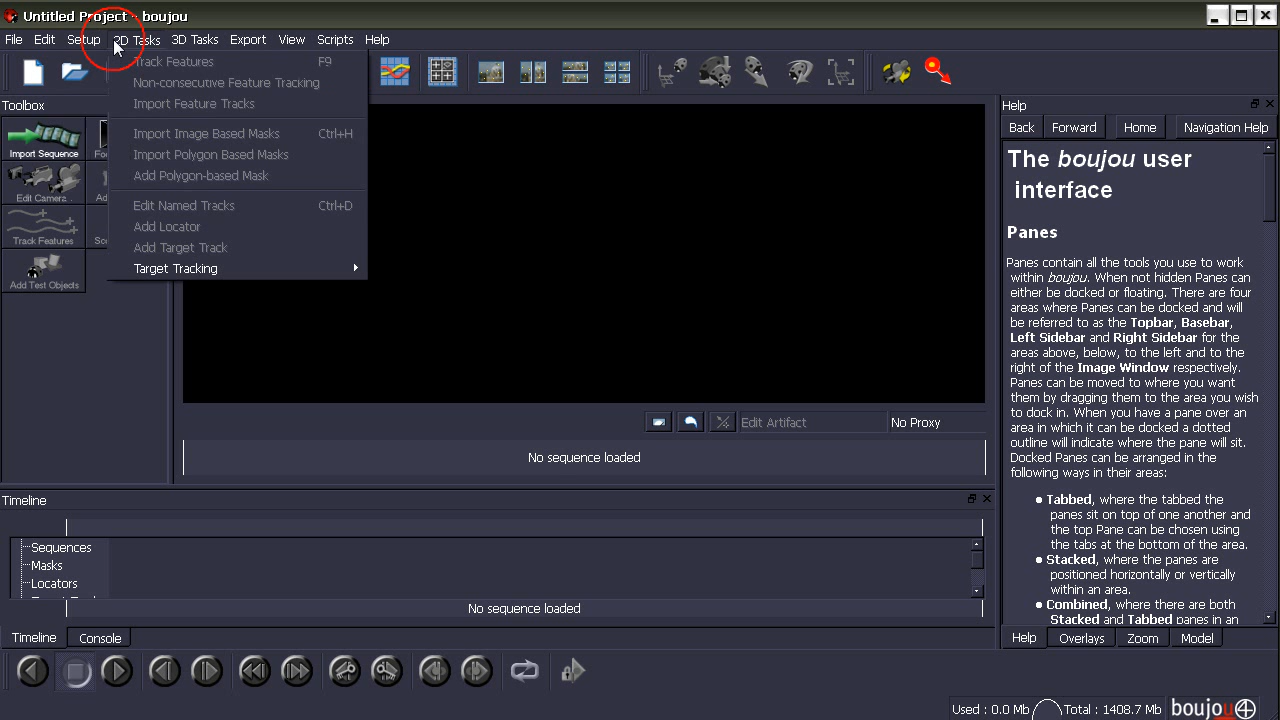 Untitled Project - boujou
File Edit Setup 2D Tasks 3D Tasks Export View Scripts Help
Track Features F9
Non-consecutive Feature Tracking
Import Feature Tracks
Import Image Based Masks Ctrl+H
Import Polygon Based Masks
Add Polygon-based Mask
Edit Named Tracks Ctrl+D
Add Locator
Add Target Track
Target Tracking
Toolbox
Import Sequence
Edit Camera..
Track Features
Add Test Objects
Edit Artifact
No Proxy
No sequence loaded
Timeline
Sequences
Masks
Locators
No sequence loaded
Timeline Console
Help
Back Forward Home Navigation Help
The boujou user
interface
Panes
Panes contain all the tools you use to work
within boujou. When not hidden Panes can
either be docked or floating. There are four
areas where Panes can be docked and will
be referred to as the Topbar, Basebar,
Left Sidebar and Right Sidebar for the
areas above, below, to the left and to the
right of the Image Window respectively.
Panes can be moved to where you want
them by dragging them to the area you wish
to dock in. When you have a pane over an
area in which it can be docked a dotted
outline will indicate where the pane will sit.
Docked Panes can be arranged in the
following ways in their areas:
Tabbed, where the tabbed the
panes sit on top of one another and
the top Pane can be chosen using
the tabs at the bottom of the area.
Stacked, where the panes are
positioned horizontally or vertically
within an area.
Combined, where there are both
Stacked and Tabbed panes in an
Help Overlays Zoom Model
Used : 0.0 Mb Total : 1408.7 Mb boujou 4